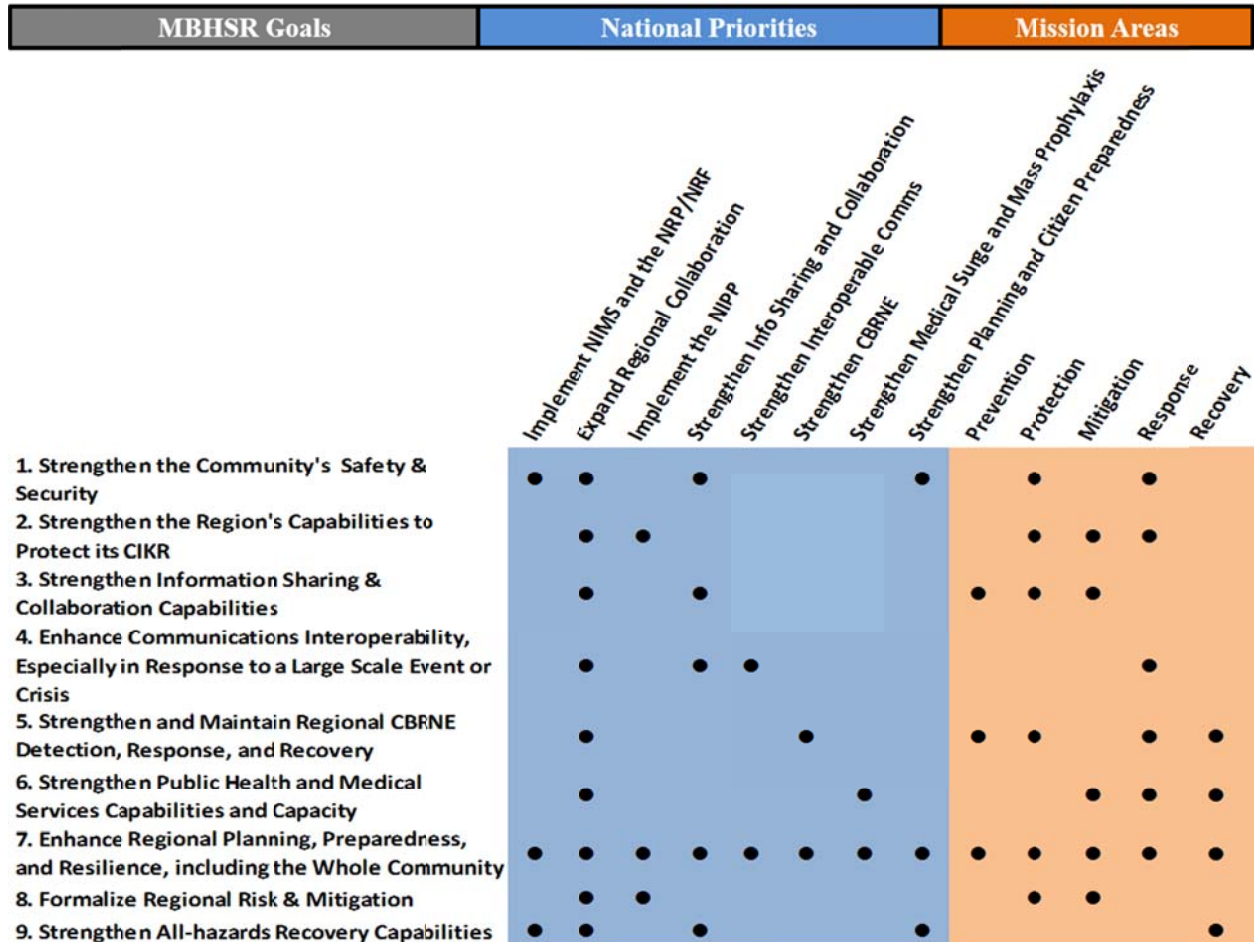 MBHSR Goals
National Priorities
Mission Areas
Implement NIMS and the NRP/NRF
Expand Regional Collaboration
Implement the NIPP
Strengthen Info Sharing and Collaboration
Strengthen Interoperable Comms
Strengthen CBRNE
Strengthen Medical Surge and Mass Prophylaxis
Strengthen Planning and Citizen Preparedness
Prevention
Protection
Mitigation
Response
Recovery
1. Strengthen the Community's Safety &
Security
2. Strengthen the Region's Capabilities to
Protect its CIKR
3. Strengthen Information Sharing &
Collaboration Capabilities
4. Enhance Communications Interoperability,
Especially in Response to a Large Scale Event or
Crisis
5. Strengthen and Maintain Regional CBRNE
Detection, Response, and Recovery
6. Strengthen Public Health and Medical
Services Capabilities and Capacity
7. Enhance Regional Planning, Preparedness,
and Resilience, including the Whole Community
8. Formalize Regional Risk & Mitigation
9. Strengthen All-hazards Recovery Capabilities